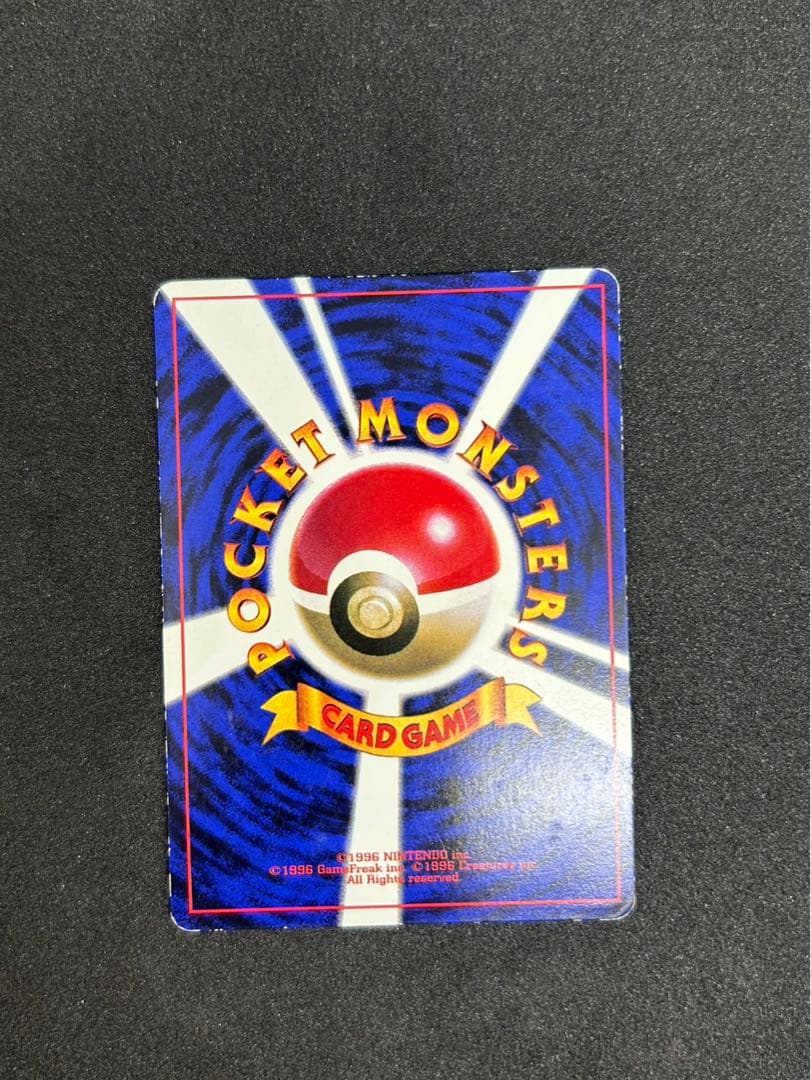 POCKET MONSTERS
CARD GAME
©1996 NINTENDO inc.
©1996 GameFreak inc. ©1996 Creatures inc.
All Rights reserved.